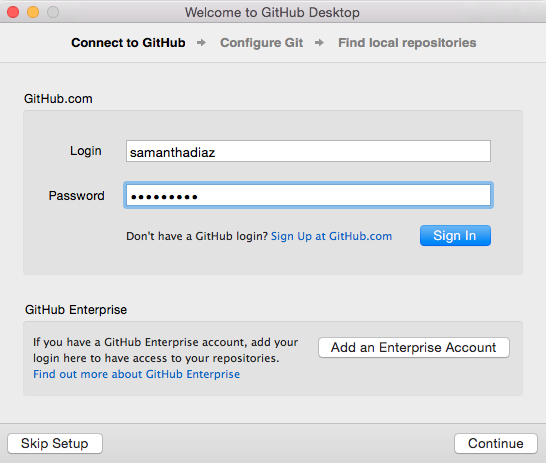 Welcome to GitHub Desktop
Connect to GitHub → Configure Git → Find local repositories
GitHub.com
Login samanthadiaz
Password •••••••••
Don't have a GitHub login? Sign Up at GitHub.com Sign In
GitHub Enterprise
If you have a GitHub Enterprise account, add your
login here to have access to your repositories.
Find out more about GitHub Enterprise
Add an Enterprise Account
Skip Setup Continue